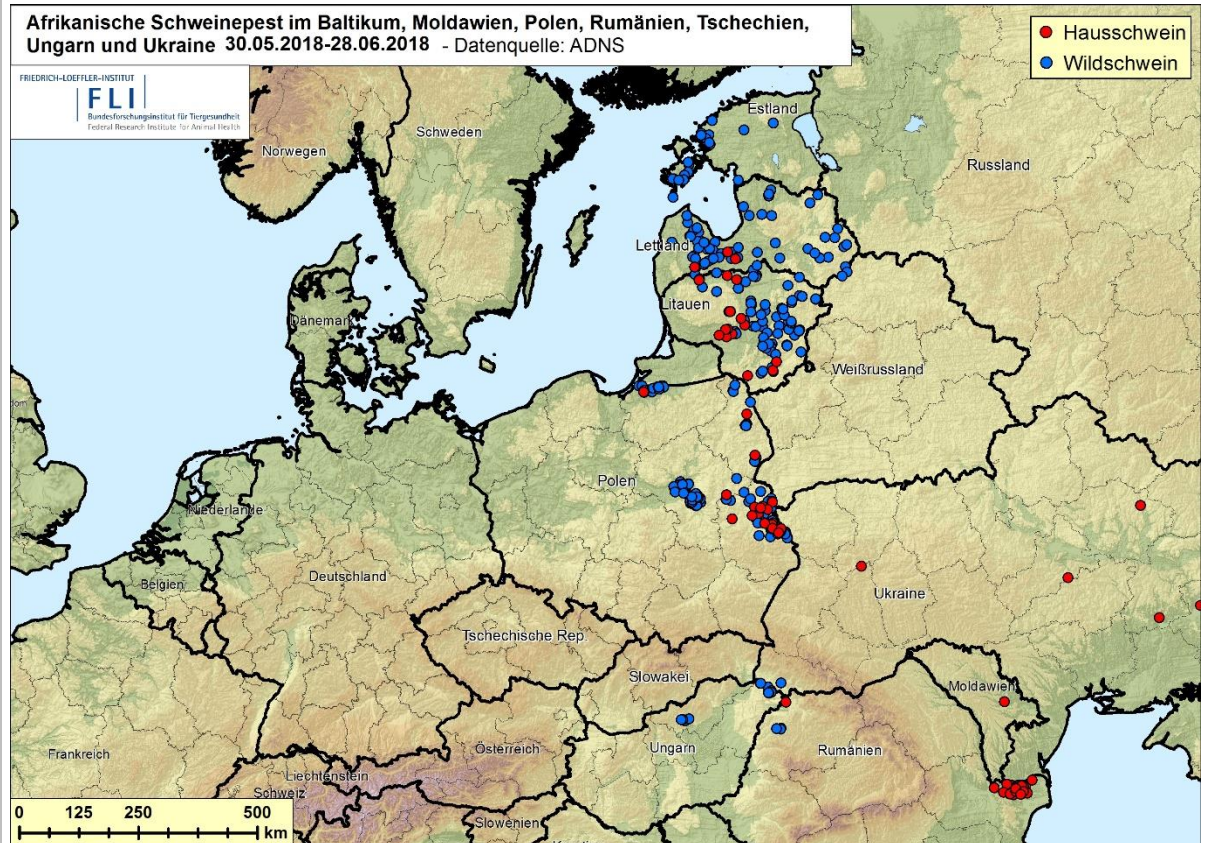 Afrikanische Schweinepest im Baltikum, Moldawien, Polen, Rumänien, Tschechien,
Ungarn und Ukraine 30.05.2018-28.06.2018 - Datenquelle: ADNS
Hausschwein
Wildschwein
FRIEDRICH-LOEFFLER-INSTITUT
FLI
Bundesforschungsinstitut für Tiergesundheit
Federal Research Institute for Animal Health
Estland
Schweden
Norwegen
Russland
Lettland
Litauen
Dänemark
Weißrussland
Polen
Niederlande
Belgien
Deutschland
Ukraine
Tschechische Rep
Slowakei
Moldawien
Frankreich
Österreich
Ungarn
Rumänien
Liechtenstein
Schweiz
Slowenien
0 125 250 500
km